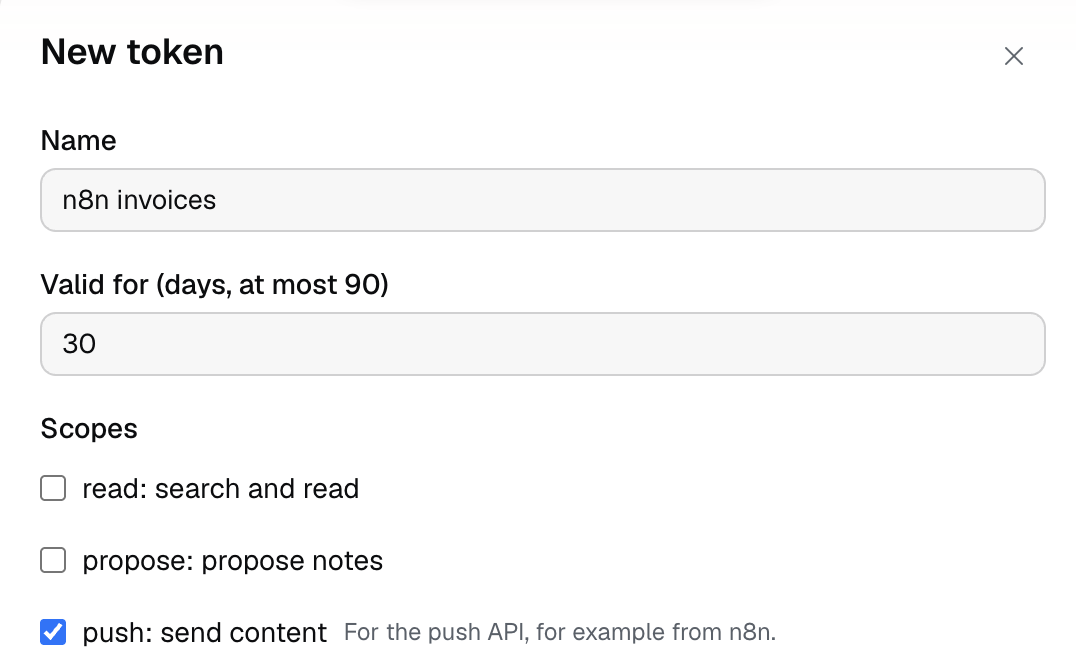 New token
Name
n8n invoices
Valid for (days, at most 90)
30
Scopes
read: search and read
propose: propose notes
push: send content For the push API, for example from n8n.